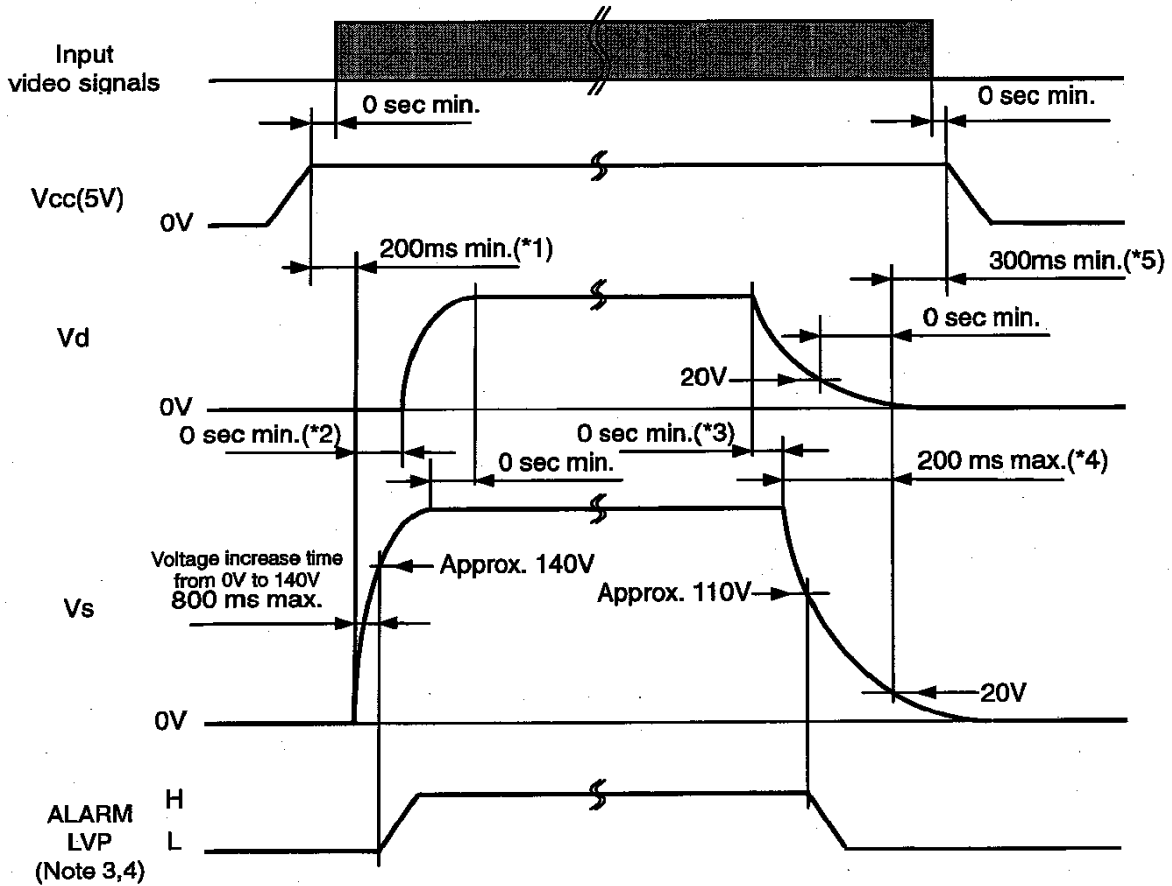 Input
video signals
0 sec min.
0 sec min.
Vcc(5V)
0V
200ms min.(*1)
300ms min.(*5)
Vd
0 sec min.
20V
0V
0 sec min.(*2)
0 sec min.(*3)
0 sec min.
200 ms max.(*4)
Voltage increase time
from 0V to 140V
800 ms max.
Approx. 140V
Approx. 110V
Vs
20V
0V
H
ALARM
LVP
L
(Note 3,4)